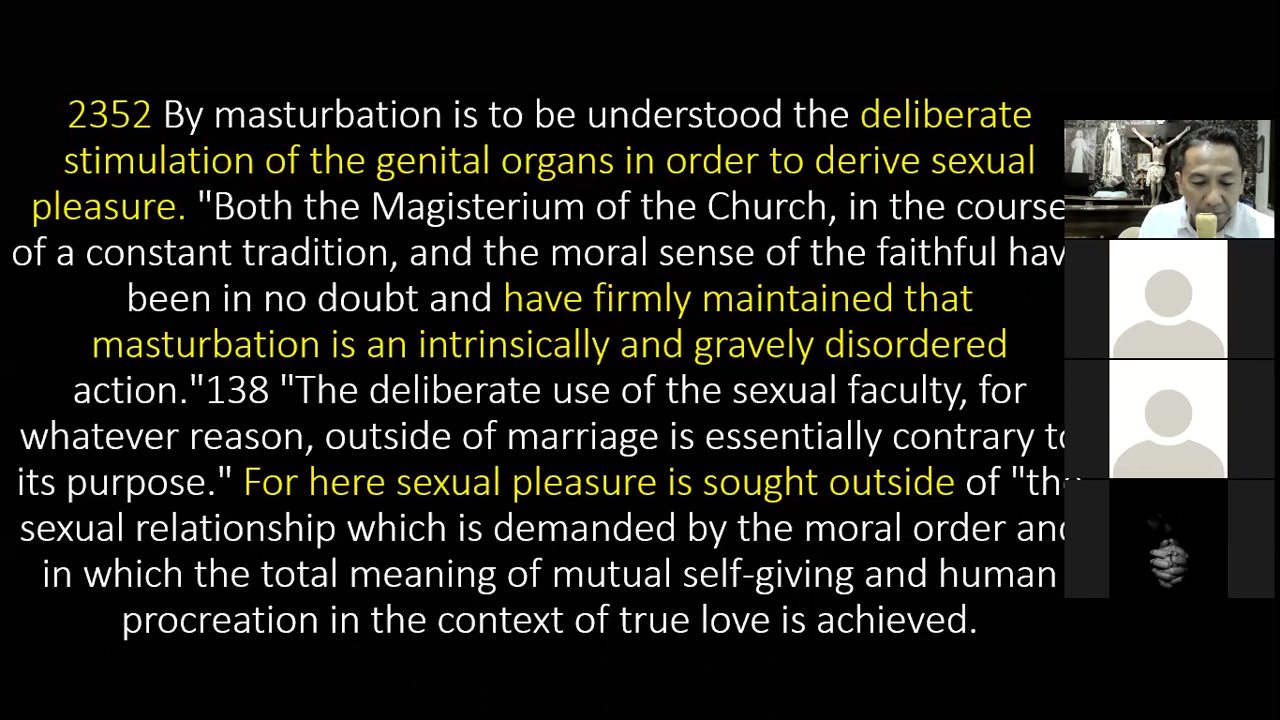 2352 By masturbation is to be understood the deliberate
stimulation of the genital organs in order to derive sexual
pleasure. "Both the Magisterium of the Church, in the course
of a constant tradition, and the moral sense of the faithful hav
been in no doubt and have firmly maintained that
masturbation is an intrinsically and gravely disordered
action."138 "The deliberate use of the sexual faculty, for
whatever reason, outside of marriage is essentially contrary to
its purpose." For here sexual pleasure is sought outside of "the
sexual relationship which is demanded by the moral order and
in which the total meaning of mutual self-giving and human
procreation in the context of true love is achieved.